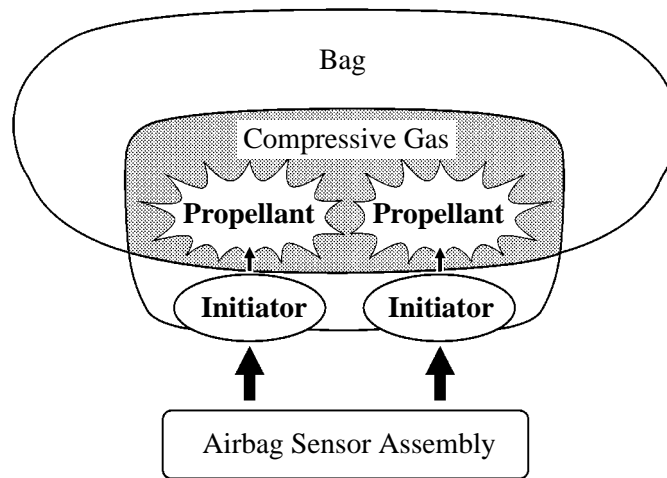 Bag
Compressive Gas
Propellant Propellant
Initiator Initiator
Airbag Sensor Assembly